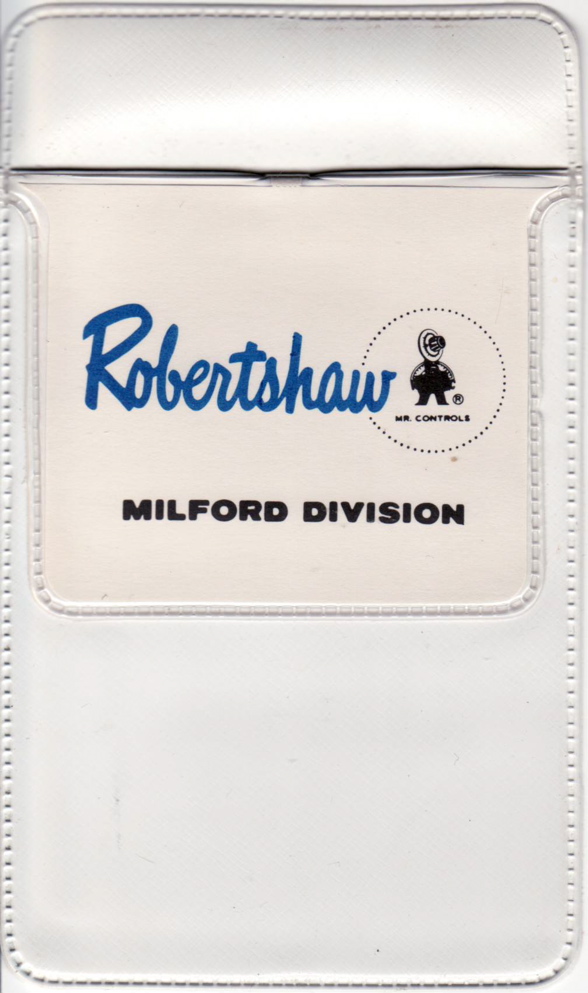 Robertshaw
®
MR. CONTROLS
MILFORD DIVISION